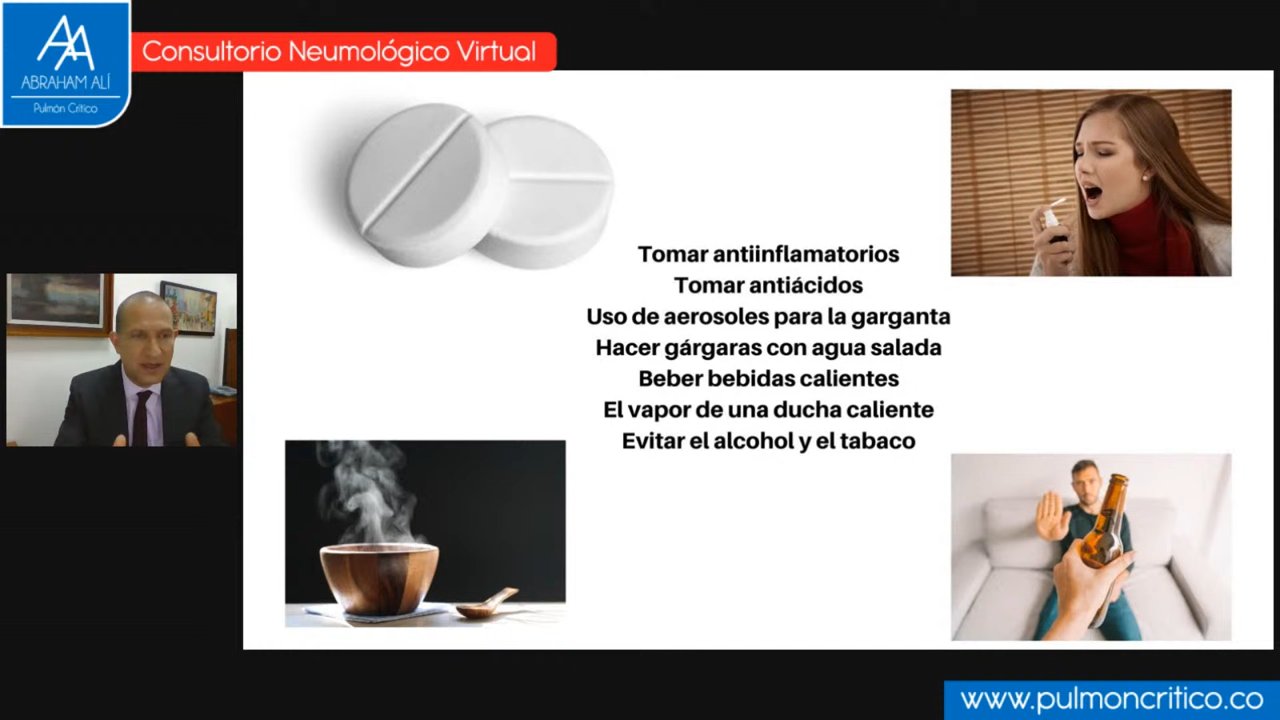 AA
ABRAHAM ALÍ
Pulmón Crítico
Consultorio Neumológico Virtual
Tomar antiinflamatorios
Tomar antiácidos
Uso de aerosoles para la garganta
Hacer gárgaras con agua salada
Beber bebidas calientes
El vapor de una ducha caliente
Evitar el alcohol y el tabaco
www.pulmoncritico.co